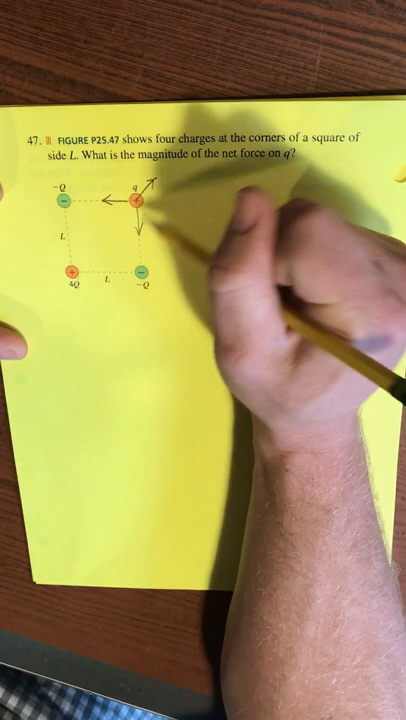 47. III FIGURE P25.47 shows four charges at the corners of a square of
side L. What is the magnitude of the net force on q?
-Q q
- +
L
+ -
4Q L -Q